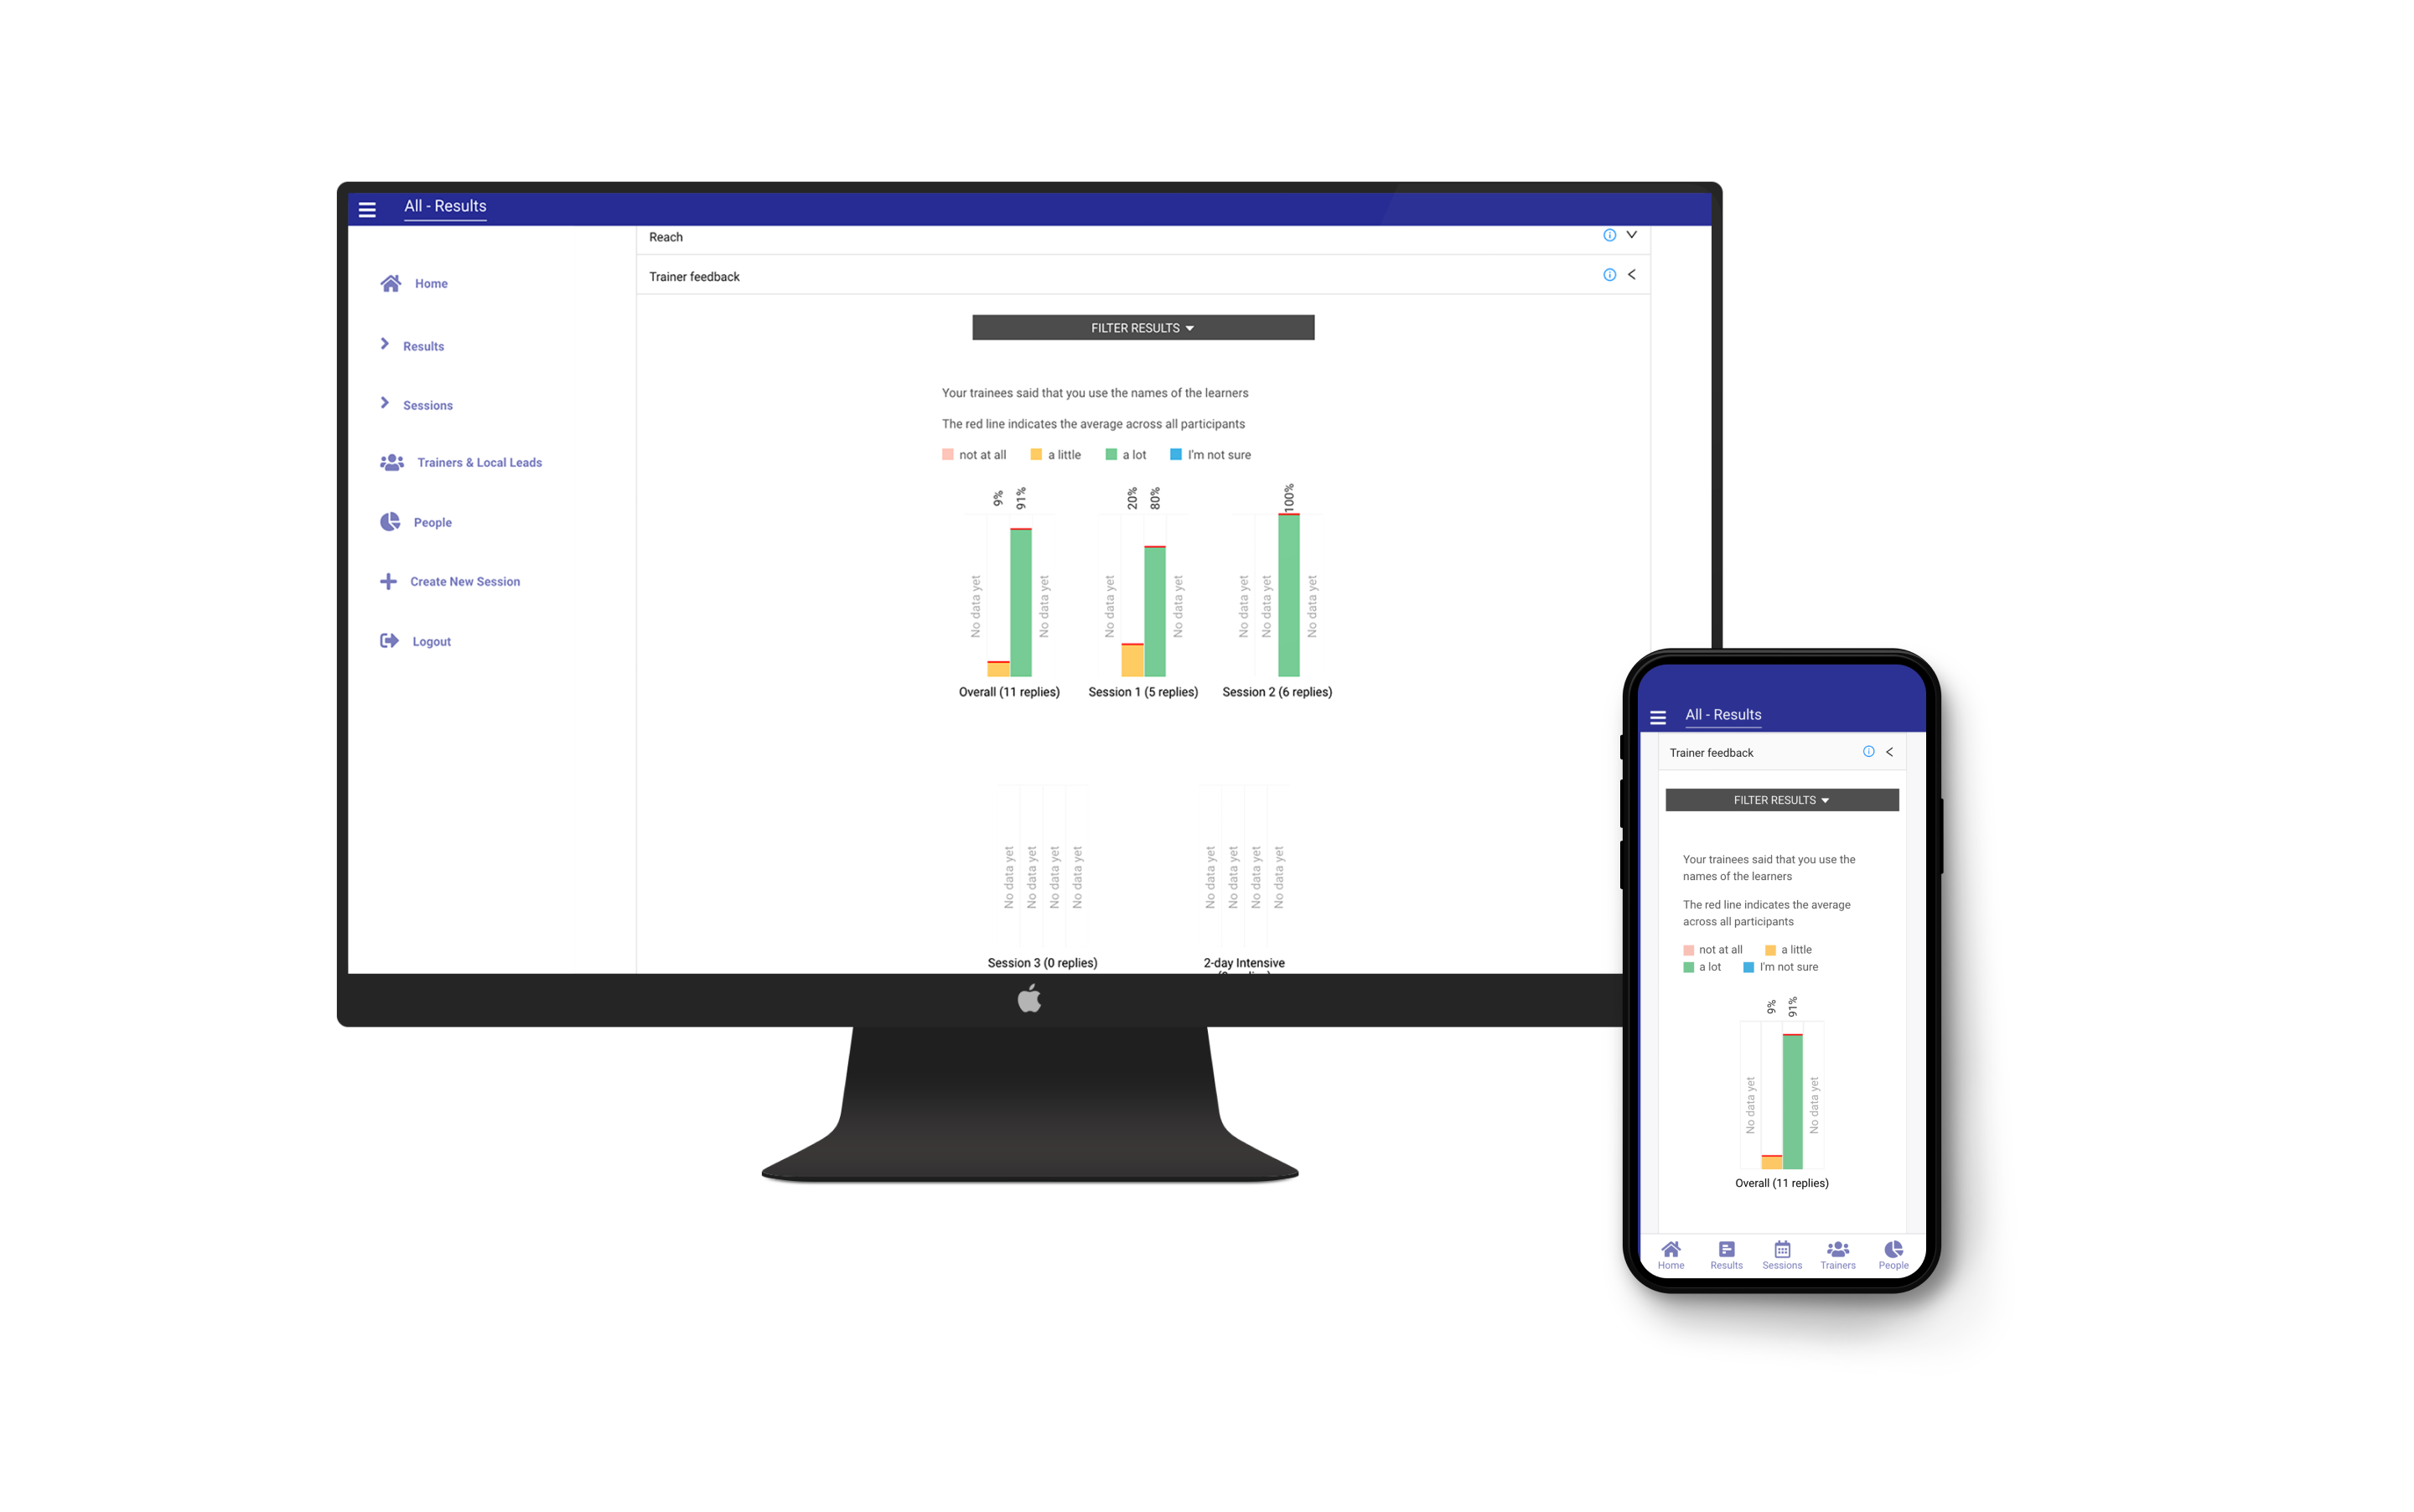 All - Results
Reach
Trainer feedback
Home
Results
Sessions
Trainers & Local Leads
People
Create New Session
Logout
FILTER RESULTS
Your trainees said that you use the names of the learners
The red line indicates the average across all participants
not at all a little a lot I'm not sure
9% 91% 20% 80% 100%
No data yet No data yet No data yet No data yet No data yet No data yet No data yet
Overall (11 replies) Session 1 (5 replies) Session 2 (6 replies)
No data yet No data yet No data yet No data yet No data yet No data yet No data yet No data yet
Session 3 (0 replies) 2-day Intensive
All - Results
Trainer feedback
FILTER RESULTS
Your trainees said that you use the
names of the learners
The red line indicates the average
across all participants
not at all a little
a lot I'm not sure
9% 91%
No data yet No data yet
Overall (11 replies)
Home Results Sessions Trainers People